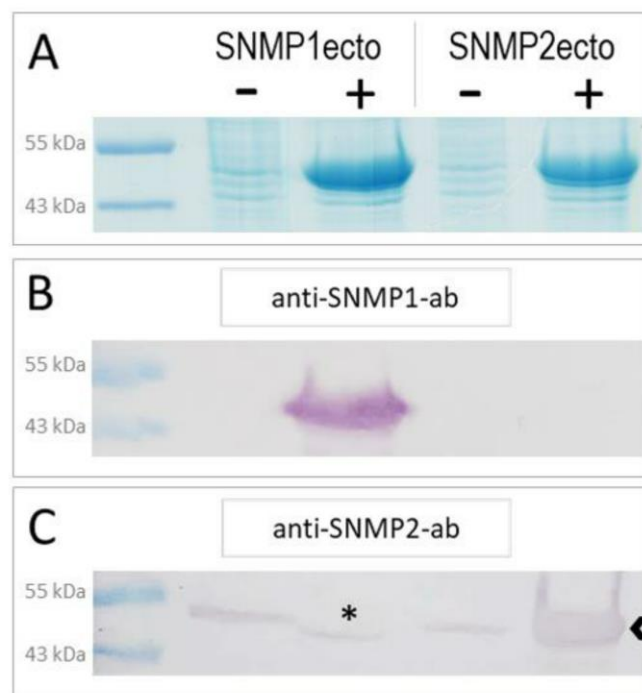 A
SNMP1ecto SNMP2ecto
- + - +
55 kDa
43 kDa
B
anti-SNMP1-ab
55 kDa
43 kDa
C
anti-SNMP2-ab
55 kDa
*
43 kDa